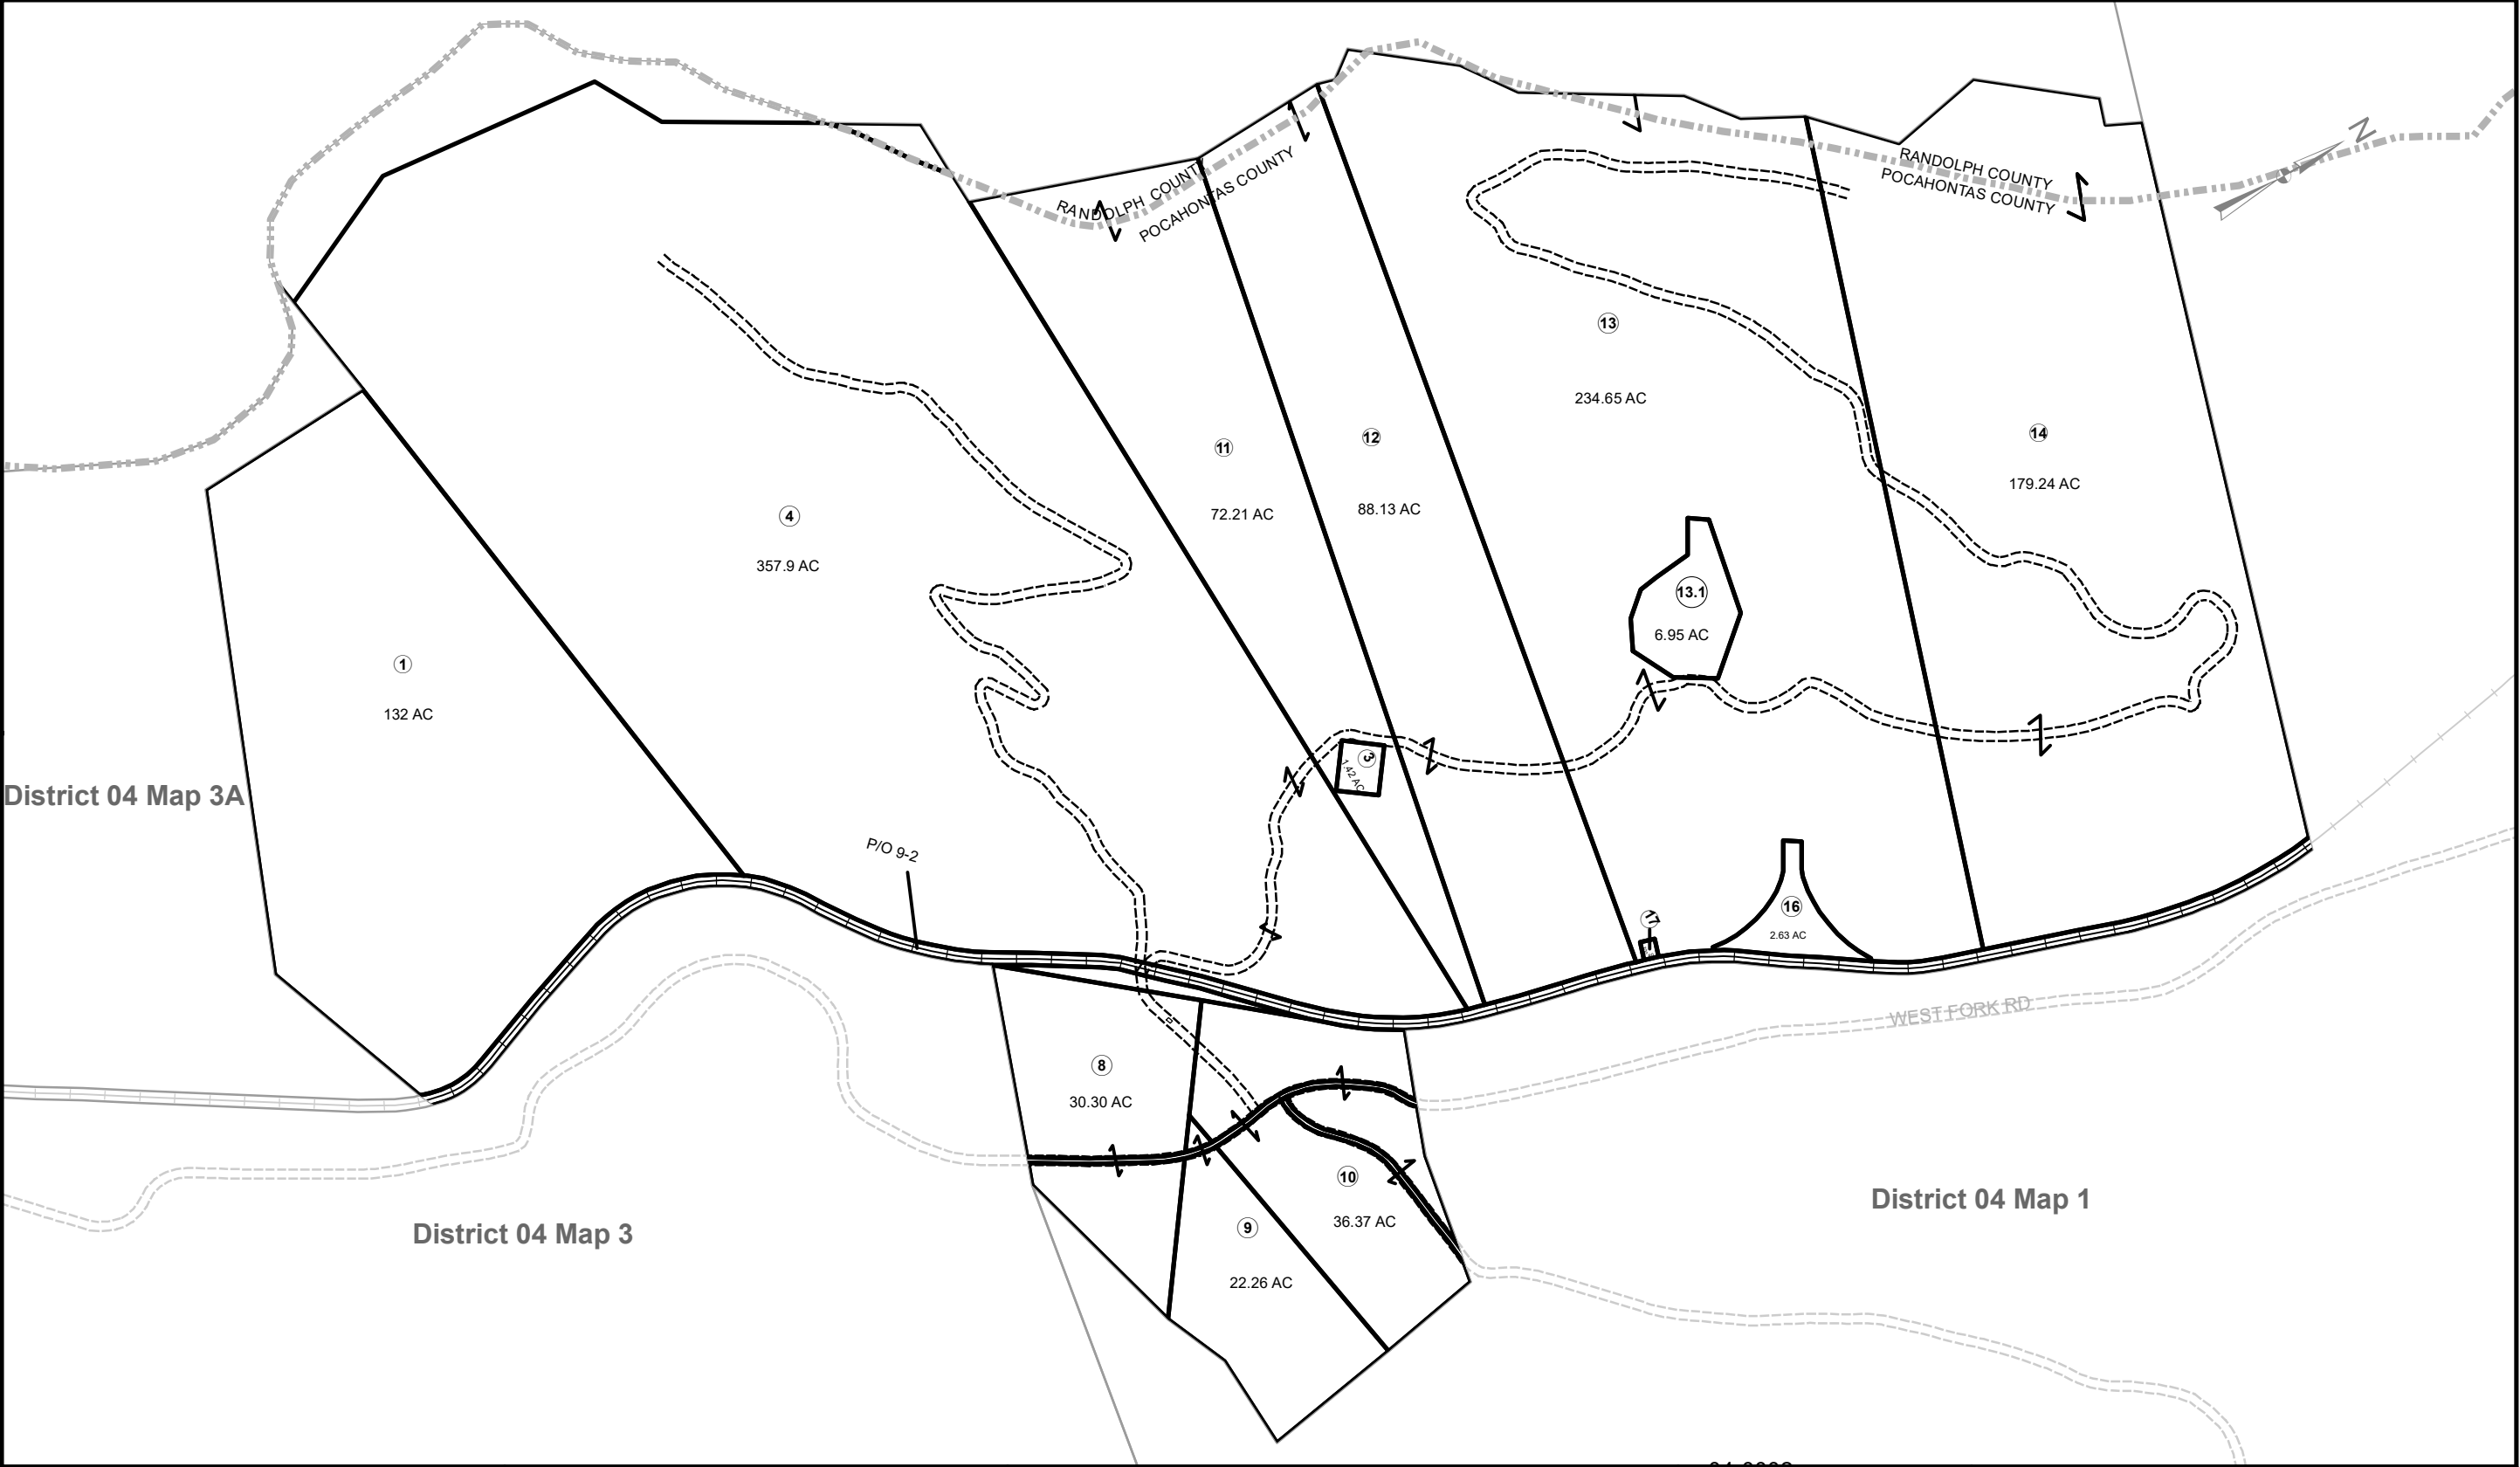 RANDOLPH COUNTY
POCAHONTAS COUNTY
RANDOLPH COUNTY
POCAHONTAS COUNTY
N
13
234.65 AC
11
72.21 AC
12
88.13 AC
14
179.24 AC
4
357.9 AC
13.1
6.95 AC
1
132 AC
3
1.42 AC
District 04 Map 3A
P/O 9-2
17
16
2.63 AC
WEST FORK RD
8
30.30 AC
10
36.37 AC
9
22.26 AC
District 04 Map 3
District 04 Map 1